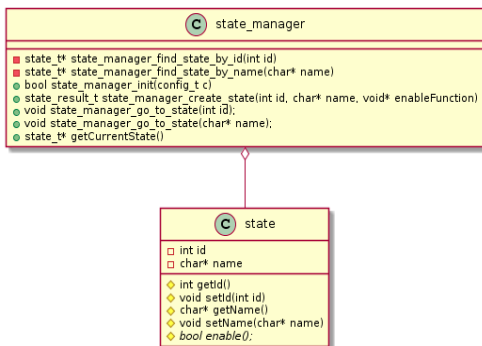 C state_manager
state_t* state_manager_find_state_by_id(int id)
state_t* state_manager_find_state_by_name(char* name)
bool state_manager_init(config_t c)
state_result_t state_manager_create_state(int id, char* name, void* enableFunction)
void state_manager_go_to_state(int id);
void state_manager_go_to_state(char* name);
state_t* getCurrentState()
C state
int id
char* name
int getId()
void setId(int id)
char* getName()
void setName(char* name)
bool enable();